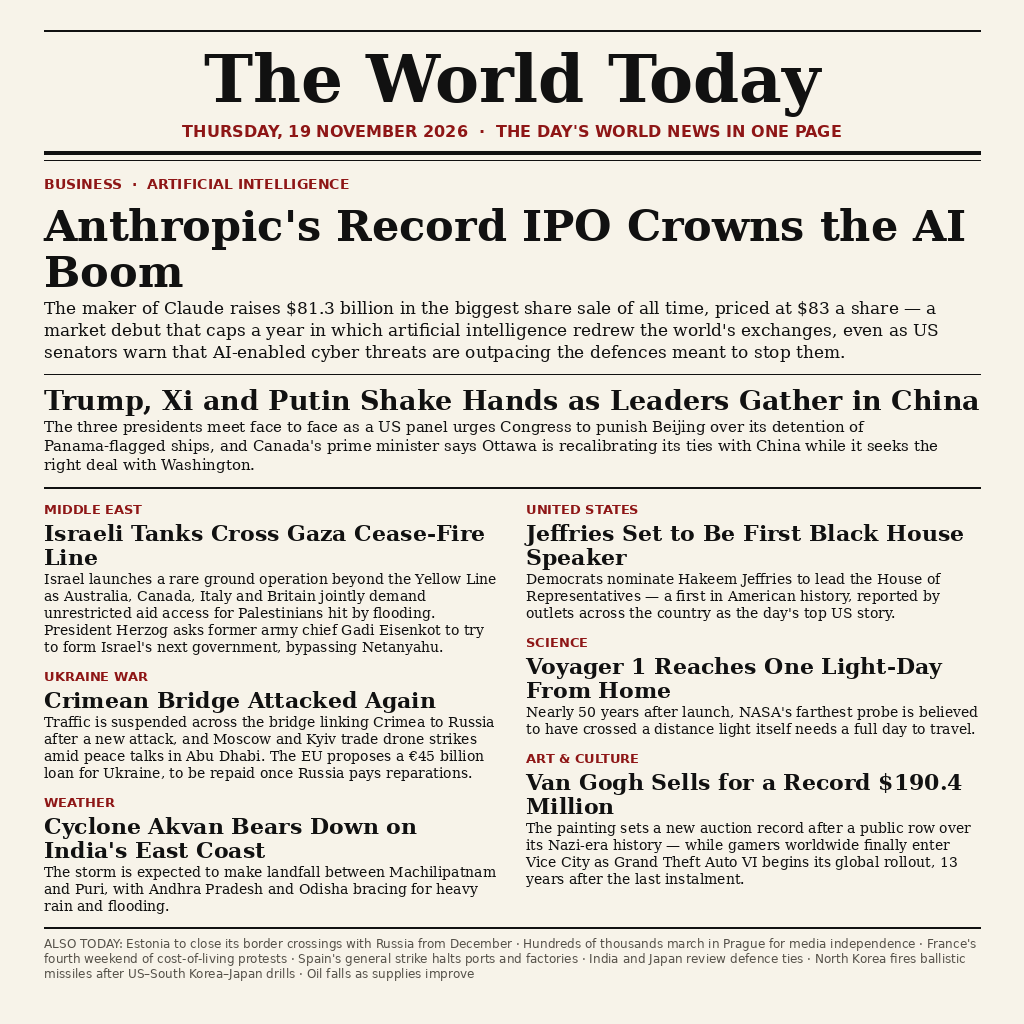 The World Today
THURSDAY, 19 NOVEMBER 2026 · THE DAY'S WORLD NEWS IN ONE PAGE
BUSINESS · ARTIFICIAL INTELLIGENCE
Anthropic's Record IPO Crowns the AI
Boom
The maker of Claude raises $81.3 billion in the biggest share sale of all time, priced at $83 a share — a
market debut that caps a year in which artificial intelligence redrew the world's exchanges, even as US
senators warn that AI-enabled cyber threats are outpacing the defences meant to stop them.
Trump, Xi and Putin Shake Hands as Leaders Gather in China
The three presidents meet face to face as a US panel urges Congress to punish Beijing over its detention of
Panama-flagged ships, and Canada's prime minister says Ottawa is recalibrating its ties with China while it seeks the
right deal with Washington.
MIDDLE EAST
Israeli Tanks Cross Gaza Cease-Fire
Line
Israel launches a rare ground operation beyond the Yellow Line
as Australia, Canada, Italy and Britain jointly demand
unrestricted aid access for Palestinians hit by flooding.
President Herzog asks former army chief Gadi Eisenkot to try
to form Israel's next government, bypassing Netanyahu.
UKRAINE WAR
Crimean Bridge Attacked Again
Traffic is suspended across the bridge linking Crimea to Russia
after a new attack, and Moscow and Kyiv trade drone strikes
amid peace talks in Abu Dhabi. The EU proposes a €45 billion
loan for Ukraine, to be repaid once Russia pays reparations.
WEATHER
Cyclone Akvan Bears Down on
India's East Coast
The storm is expected to make landfall between Machilipatnam
and Puri, with Andhra Pradesh and Odisha bracing for heavy
rain and flooding.
UNITED STATES
Jeffries Set to Be First Black House
Speaker
Democrats nominate Hakeem Jeffries to lead the House of
Representatives — a first in American history, reported by
outlets across the country as the day's top US story.
SCIENCE
Voyager 1 Reaches One Light-Day
From Home
Nearly 50 years after launch, NASA's farthest probe is believed
to have crossed a distance light itself needs a full day to travel.
ART & CULTURE
Van Gogh Sells for a Record $190.4
Million
The painting sets a new auction record after a public row over
its Nazi-era history — while gamers worldwide finally enter
Vice City as Grand Theft Auto VI begins its global rollout, 13
years after the last instalment.
ALSO TODAY: Estonia to close its border crossings with Russia from December · Hundreds of thousands march in Prague for media independence · France's
fourth weekend of cost-of-living protests · Spain's general strike halts ports and factories · India and Japan review defence ties · North Korea fires ballistic
missiles after US–South Korea–Japan drills · Oil falls as supplies improve